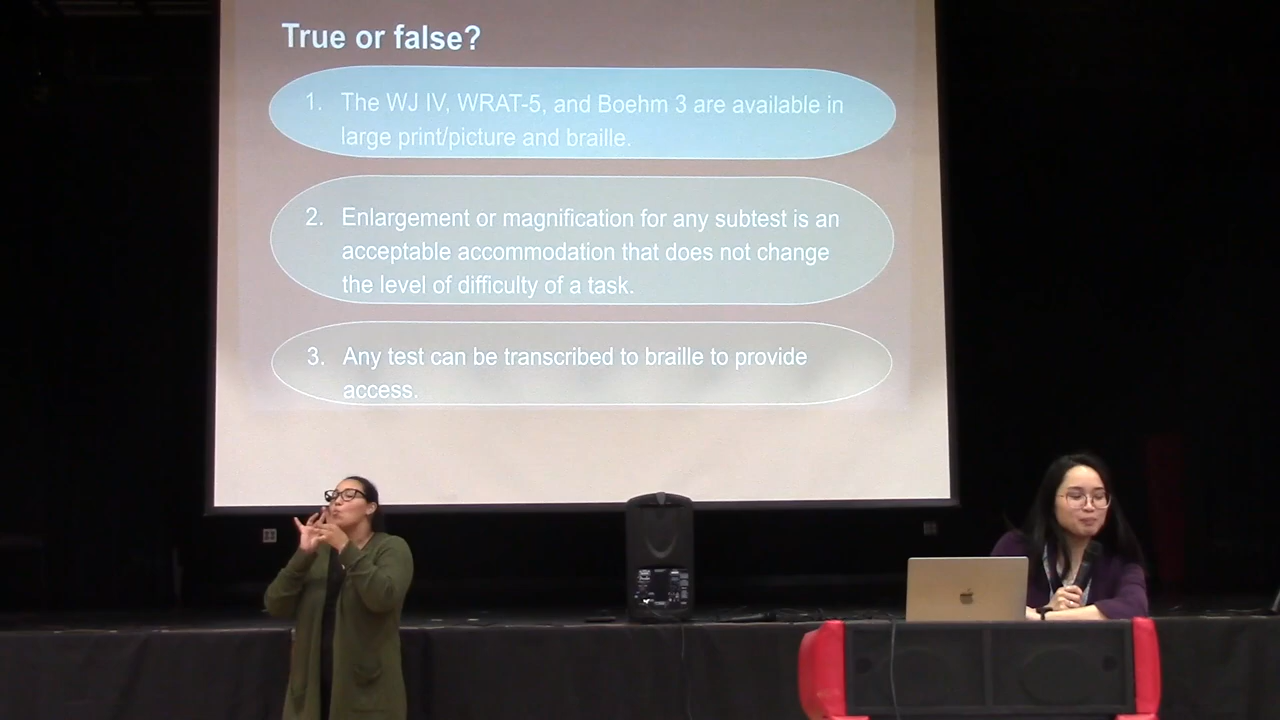 True or false?
1. The WJ IV, WRAT-5, and Boehm 3 are available in
large print/picture and braille.
2. Enlargement or magnification for any subtest is an
acceptable accommodation that does not change
the level of difficulty of a task.
3. Any test can be transcribed to braille to provide
access.